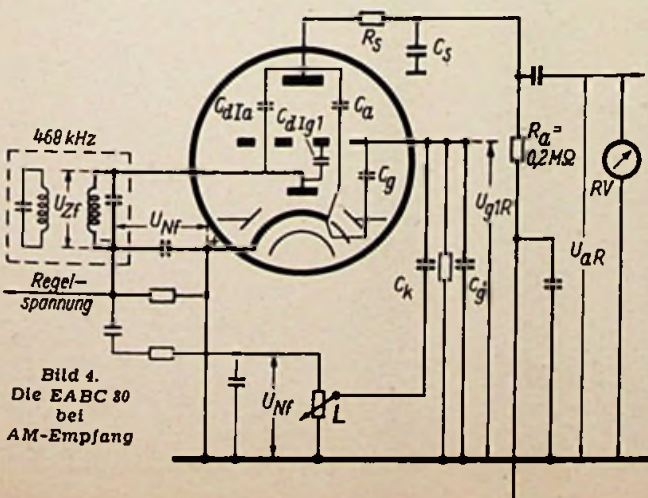 R_s
C_s
C_dIa
C_a
C_dIg1
468 kHz
C_g
R_a =
0,2MΩ
RV
U_Zf
U_Nf
U_g1R
U_aR
Regel-
spannung
C_k
C_g'
Bild 4.
Die EABC 80
bei
AM-Empfang
U_Nf
L